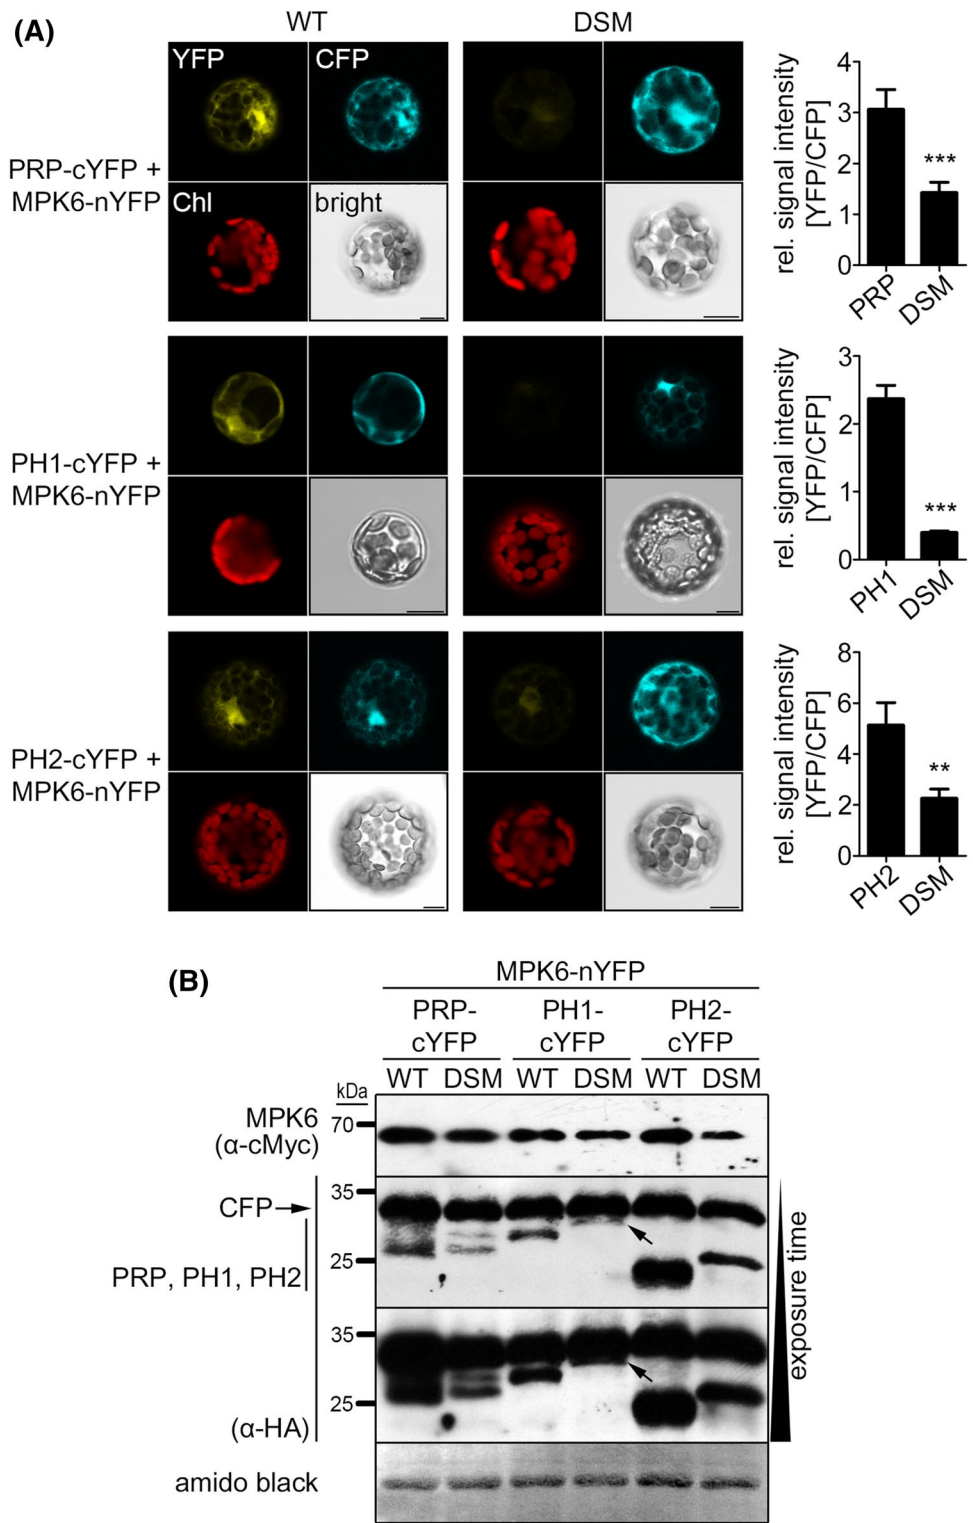 (A)
WT
DSM
YFP
CFP
Chl
bright
PRP-cYFP +
MPK6-nYFP
rel. signal intensity
[YFP/CFP]
4
3
2
1
0
***
PRP
DSM
PH1-cYFP +
MPK6-nYFP
rel. signal intensity
[YFP/CFP]
3
2
1
0
***
PH1
DSM
PH2-cYFP +
MPK6-nYFP
rel. signal intensity
[YFP/CFP]
8
6
4
2
0
**
PH2
DSM
(B)
MPK6-nYFP
PRP-
cYFP
PH1-
cYFP
PH2-
cYFP
WT DSM WT DSM WT DSM
kDa
MPK6
(α-cMyc)
70
35
CFP
25
PRP, PH1, PH2
35
25
(α-HA)
exposure time
amido black